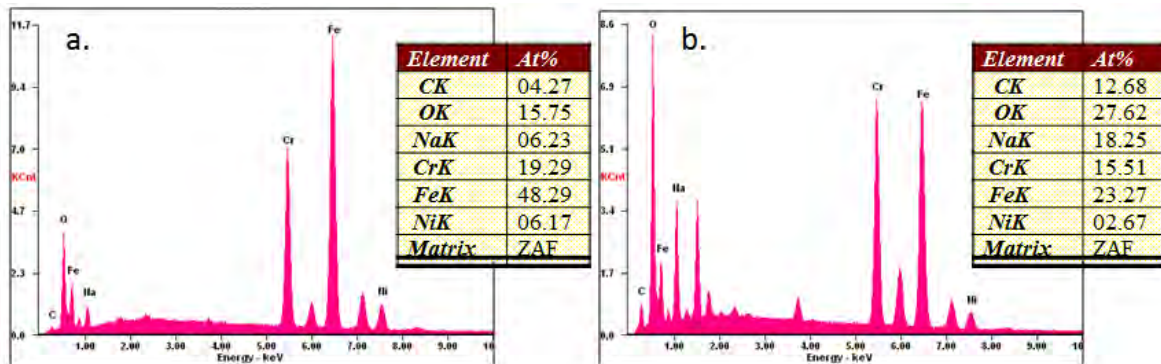 a.
11.7
9.4
7.0
KCnt
4.7
2.3
0.0
C
O
Fe
Na
Cr
Fe
Ni
1.00 2.00 3.00 4.00 5.00 6.00 7.00 8.00 9.00 10
Energy - keV
Element At%
CK 04.27
OK 15.75
NaK 06.23
CrK 19.29
FeK 48.29
NiK 06.17
Matrix ZAF
b.
8.6
6.9
5.1
KCnt
3.4
1.7
0.0
C
O
Fe
Na
Cr
Fe
Ni
1.00 2.00 3.00 4.00 5.00 6.00 7.00 8.00 9.00 10
Energy - keV
Element At%
CK 12.68
OK 27.62
NaK 18.25
CrK 15.51
FeK 23.27
NiK 02.67
Matrix ZAF